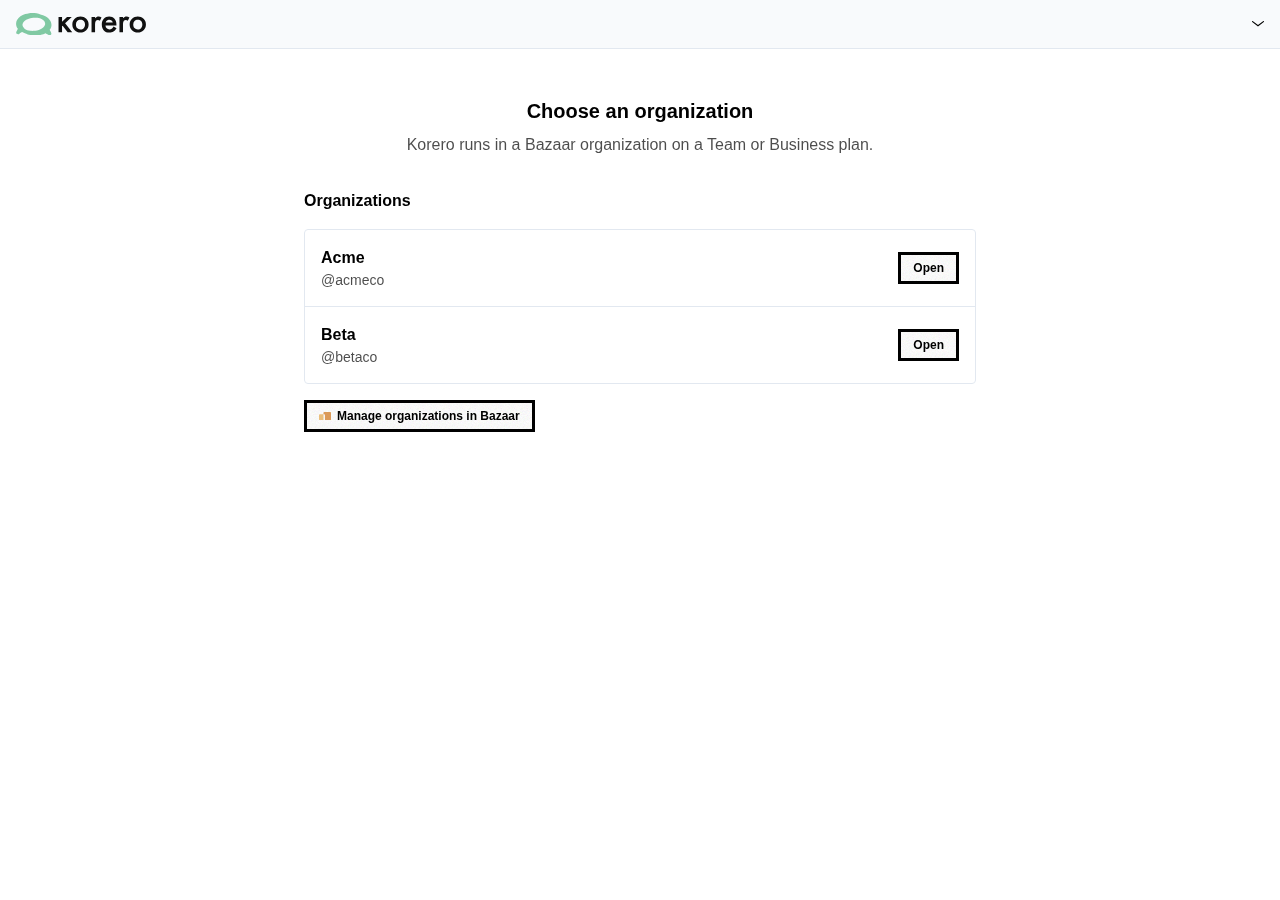 korero
Choose an organization
Korero runs in a Bazaar organization on a Team or Business plan.
Organizations
Acme
@acmeco
Open
Beta
@betaco
Open
Manage organizations in Bazaar